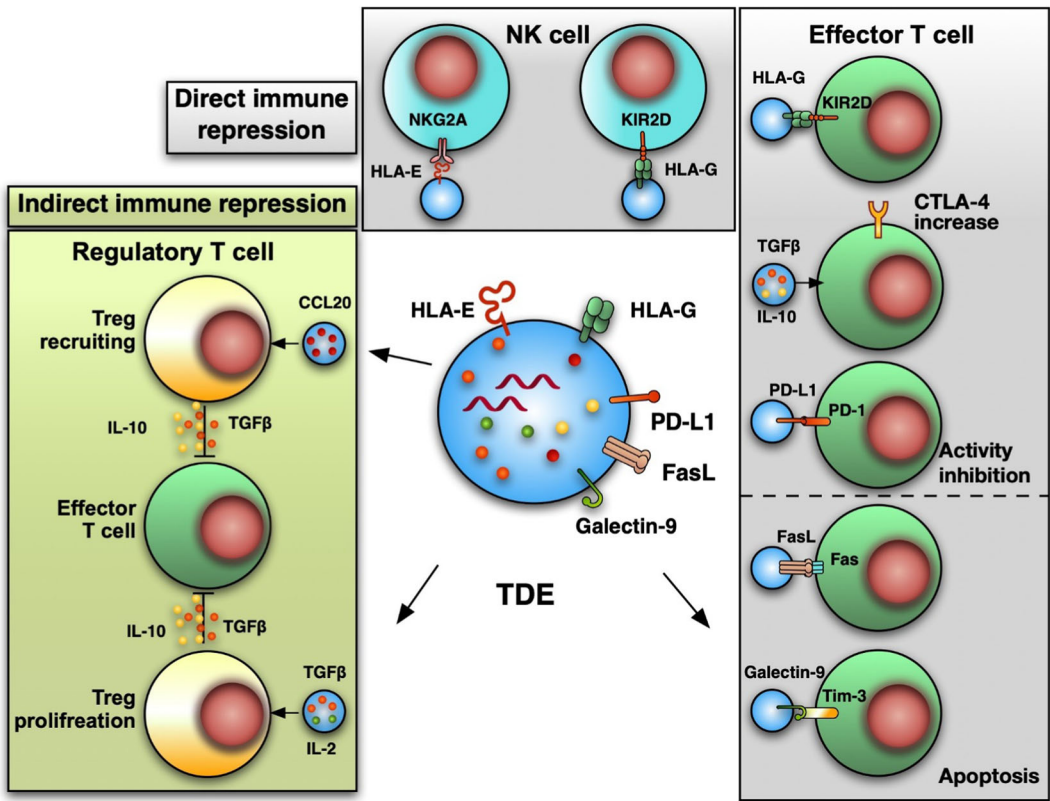 Direct immune
repression
NK cell
NKG2A
HLA-E
KIR2D
HLA-G
Effector T cell
HLA-G
KIR2D
CTLA-4
increase
TGFβ
IL-10
PD-L1
PD-1
Activity
inhibition
FasL
Fas
Galectin-9
Tim-3
Apoptosis
Indirect immune repression
Regulatory T cell
Treg
recruiting
CCL20
IL-10
TGFβ
Effector
T cell
IL-10
TGFβ
Treg
prolifreation
TGFβ
IL-2
HLA-E
HLA-G
PD-L1
FasL
Galectin-9
TDE